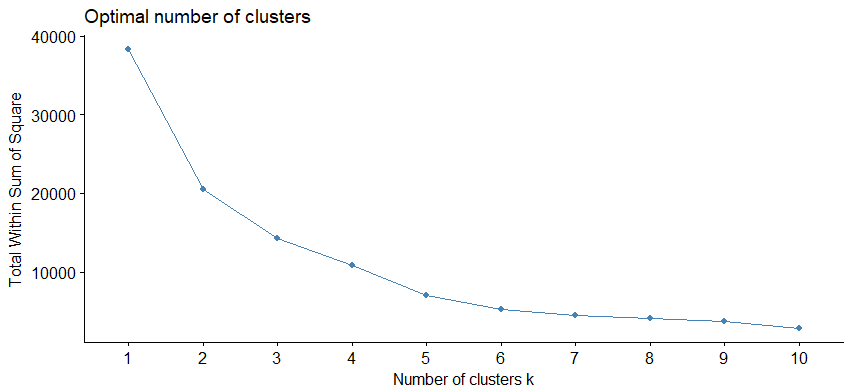 Optimal number of clusters
40000
30000
20000
10000
Total Within Sum of Square
1 2 3 4 5 6 7 8 9 10
Number of clusters k